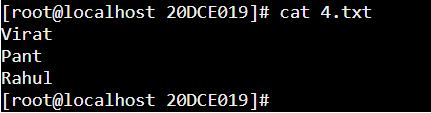 [root@localhost 20DCE019]# cat 4.txt
Virat
Pant
Rahul
[root@localhost 20DCE019]#